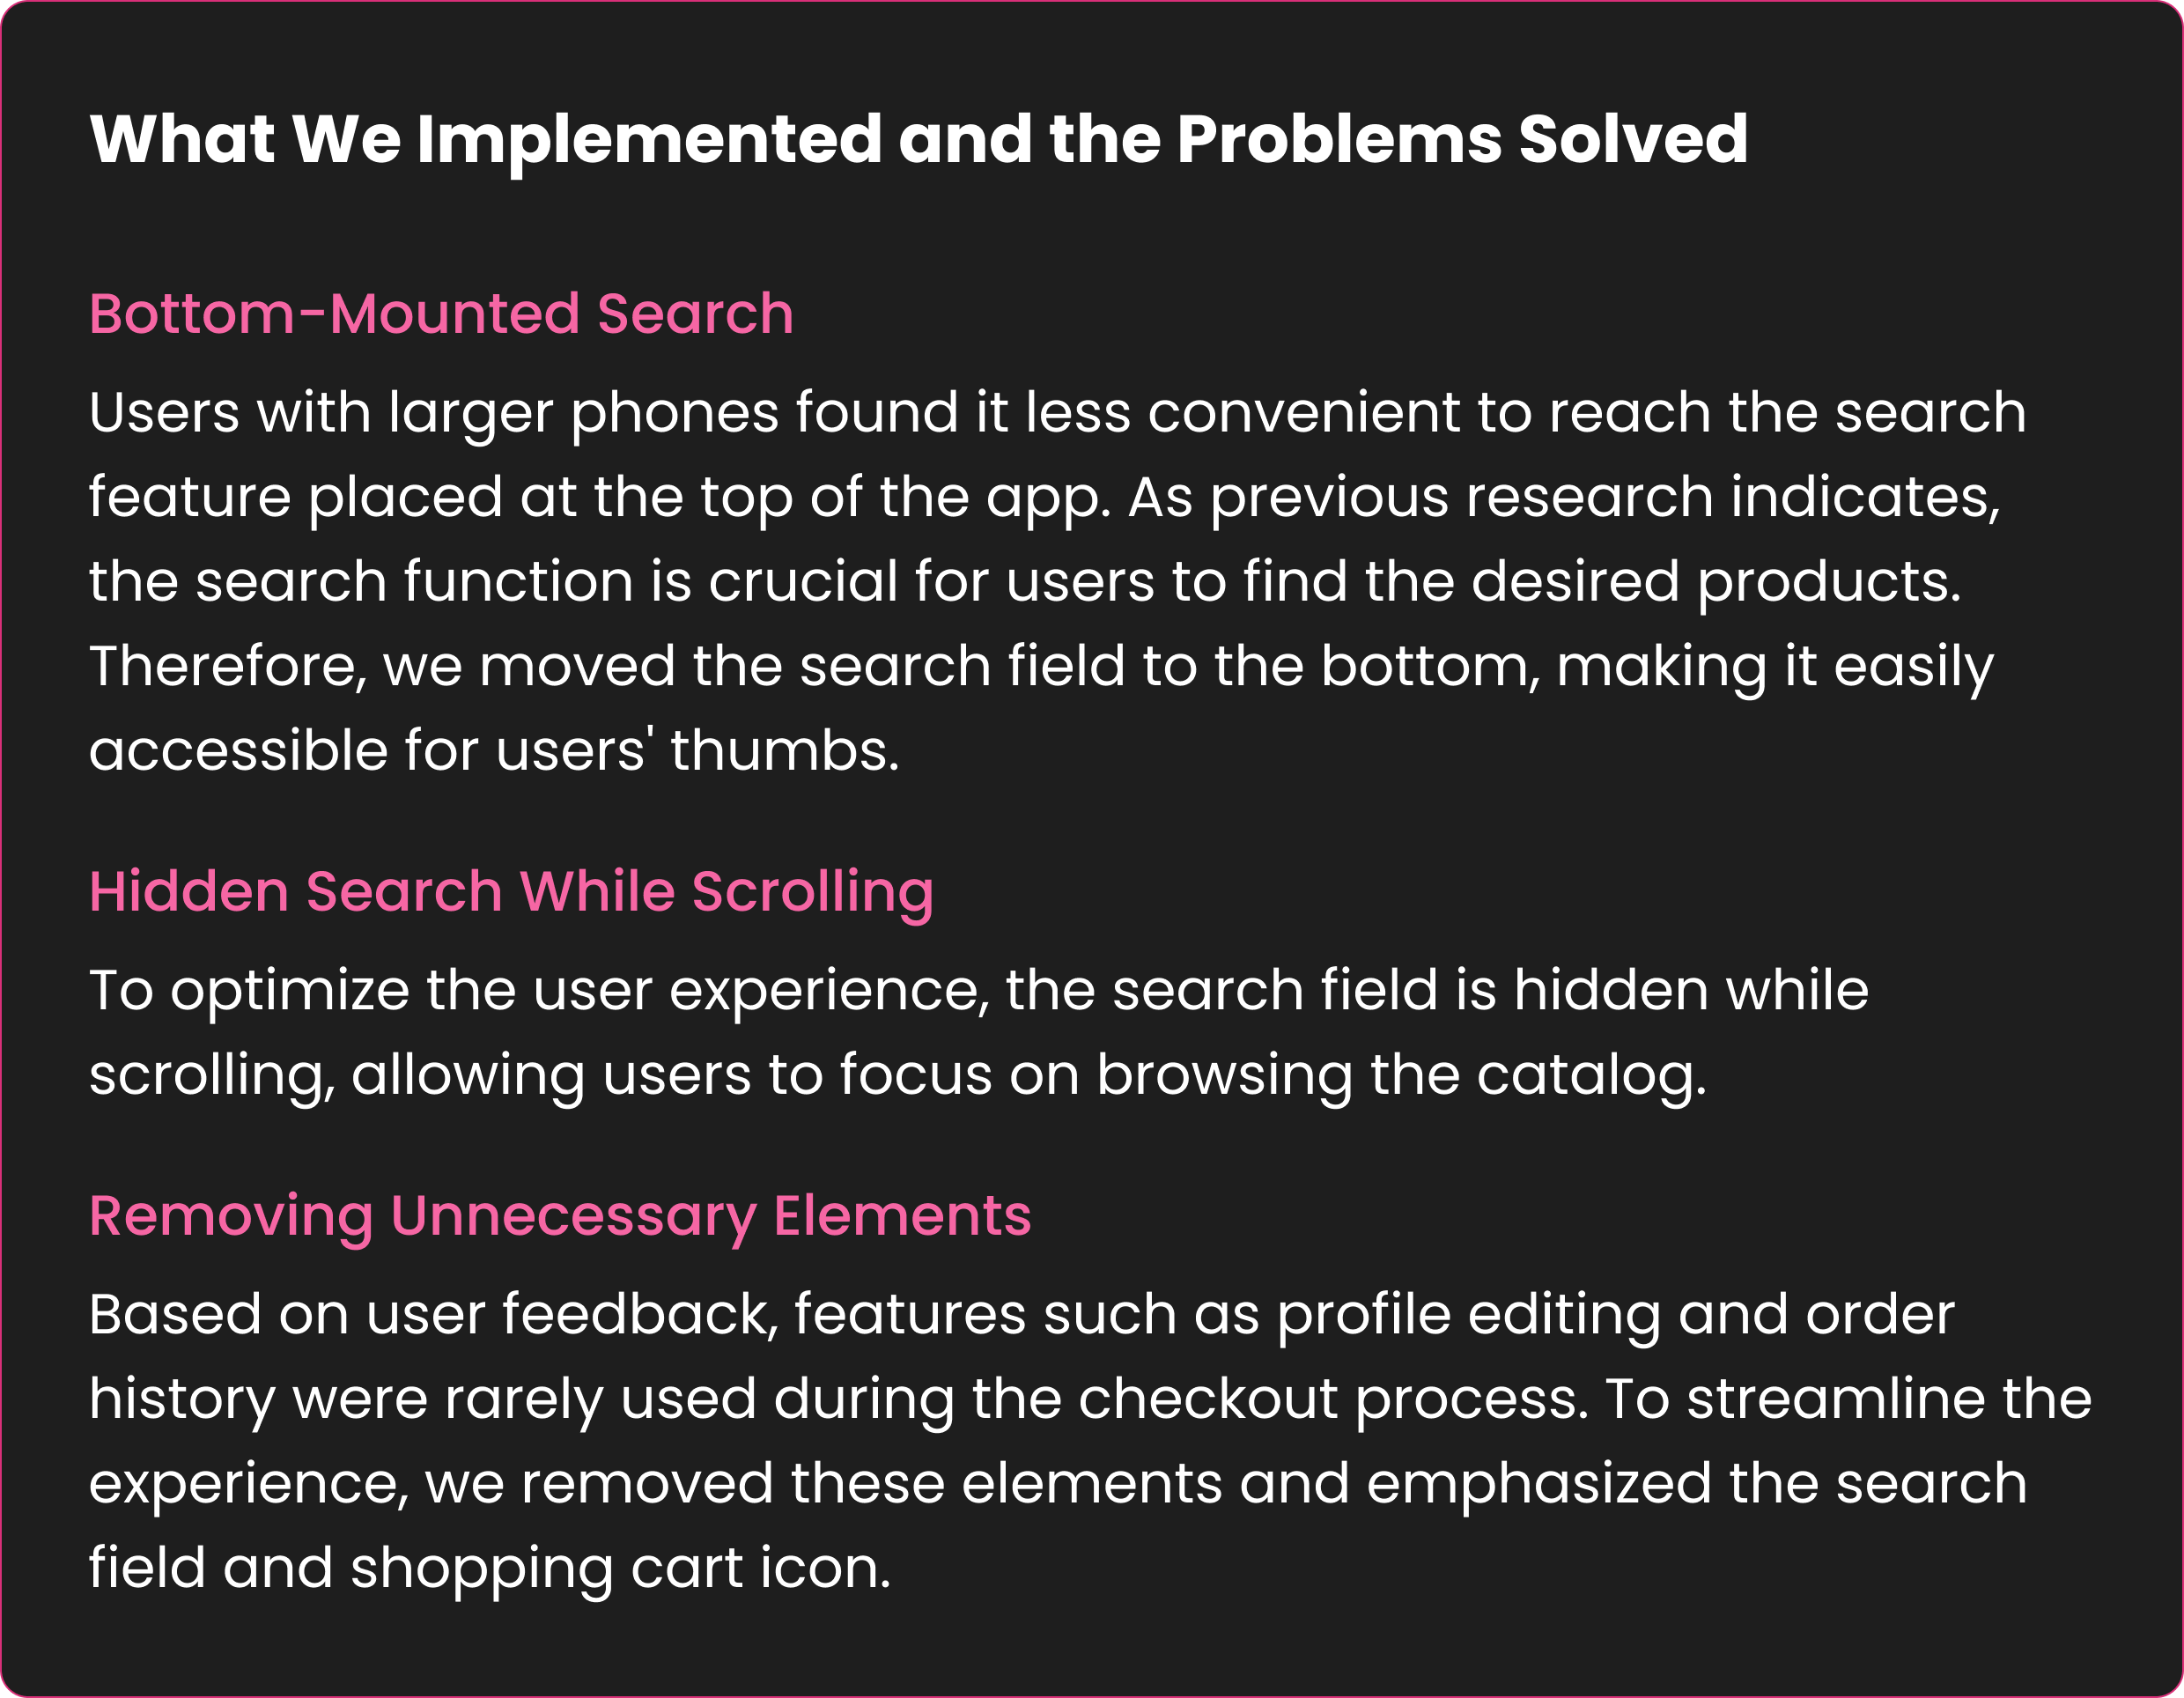 What We Implemented and the Problems Solved
Bottom-Mounted Search
Users with larger phones found it less convenient to reach the search
feature placed at the top of the app. As previous research indicates,
the search function is crucial for users to find the desired products.
Therefore, we moved the search field to the bottom, making it easily
accessible for users' thumbs.
Hidden Search While Scrolling
To optimize the user experience, the search field is hidden while
scrolling, allowing users to focus on browsing the catalog.
Removing Unnecessary Elements
Based on user feedback, features such as profile editing and order
history were rarely used during the checkout process. To streamline the
experience, we removed these elements and emphasized the search
field and shopping cart icon.